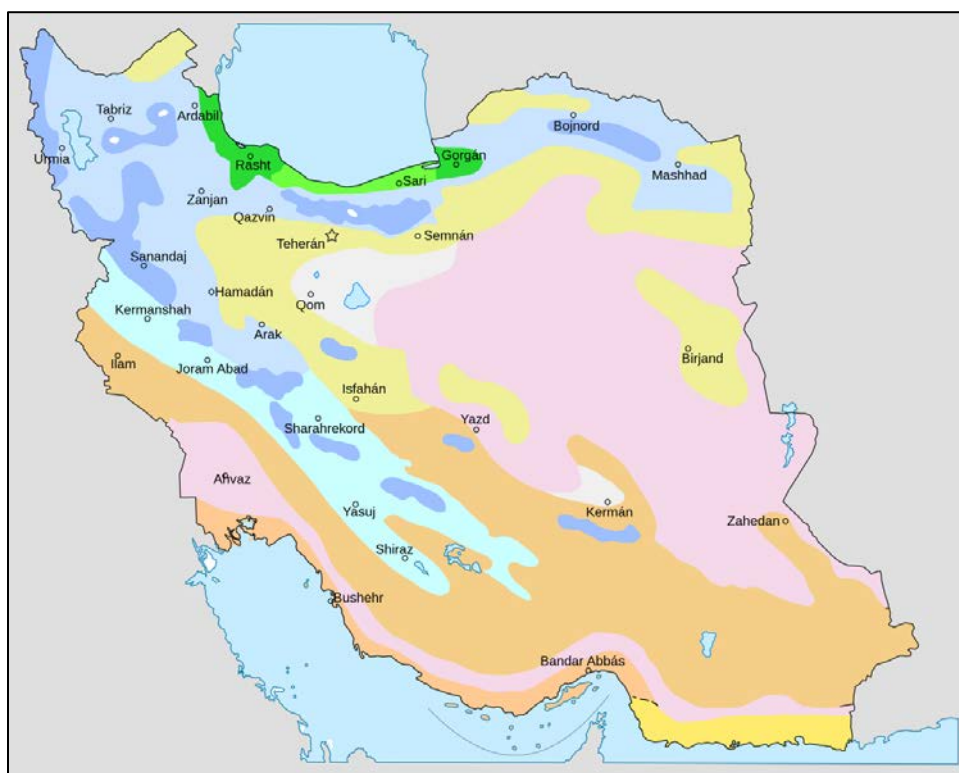 Tabriz
Ardabil
Bojnord
Urmia
Rasht
Gorgán
Mashhad
Sari
Zanjan
Qazvin
Teherán
Semnán
Sanandaj
Hamadán
Qom
Kermanshah
Arak
Ilam
Joram Abad
Birjand
Isfahán
Sharahrekord
Yazd
Ahvaz
Yasuj
Kermán
Zahedan
Shiraz
Bushehr
Bandar Abbás